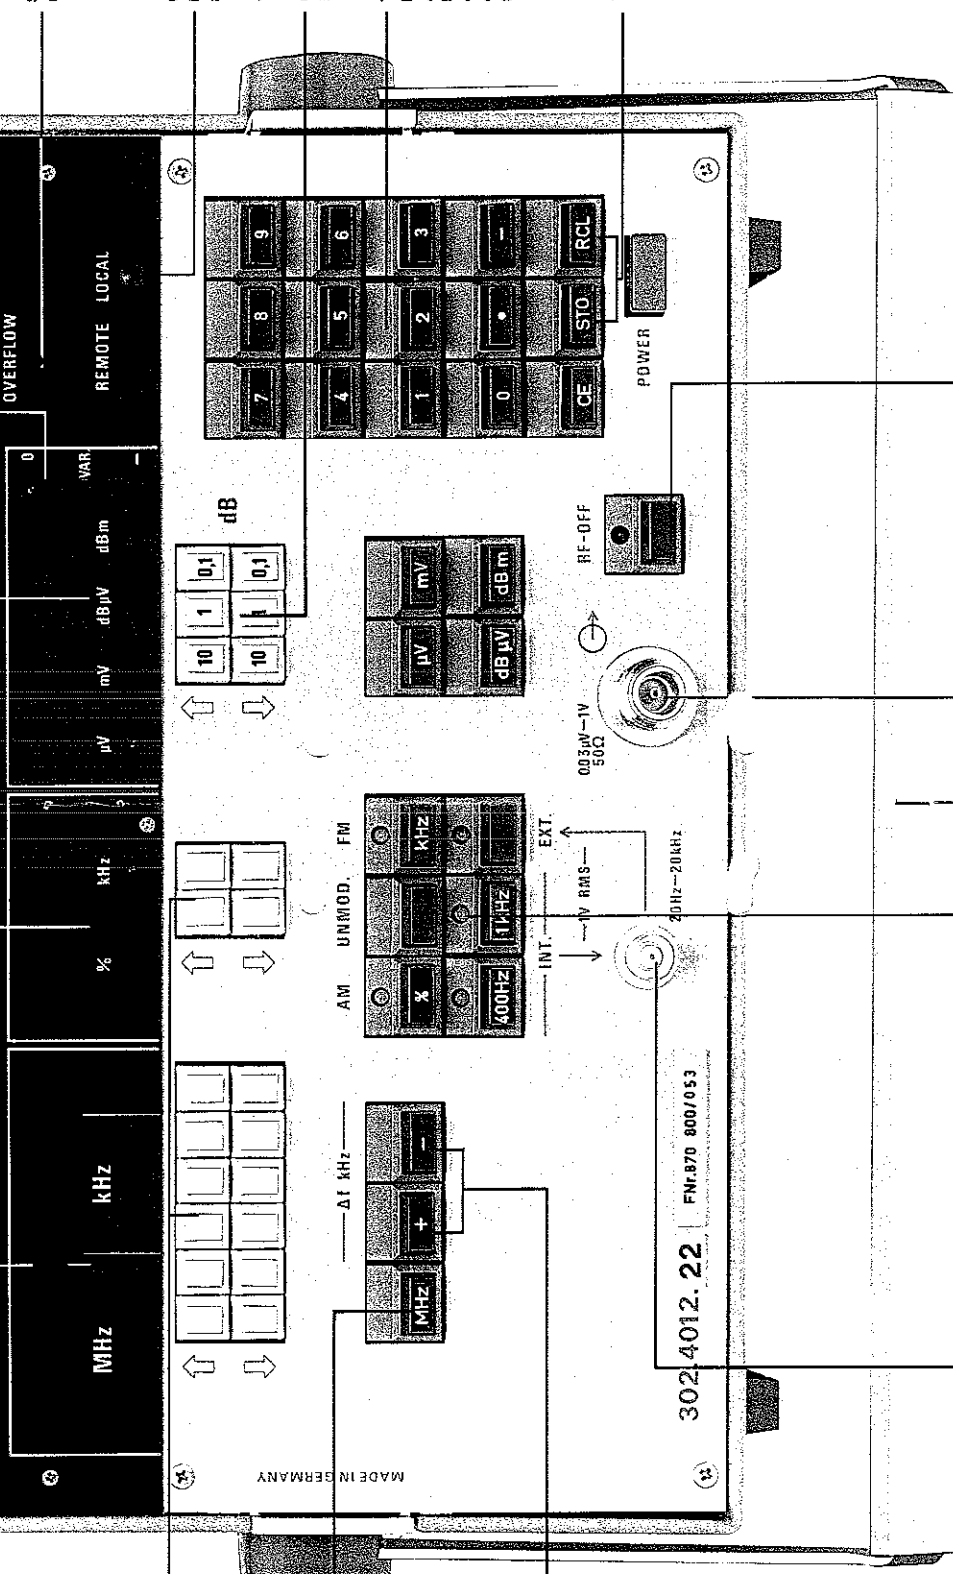 OVERFLOW
REMOTE LOCAL
MHz
kHz
%
kHz
µV
mV
dBµV
dBm
0
VAR.
–
10 1 0,1
10 1 0,1
dB
7 8 9
4 5 6
1 2 3
0 • –
CE STO RCL
POWER
Δf kHz
MHz + –
AM UNMOD. FM
% kHz
400Hz 1kHz
INT. EXT.
1V RMS
20Hz–20kHz
µV mV
dBµV dBm
RF-OFF
0.03µV–1V
50Ω
MADE IN GERMANY
302.4012.22
FNr.870 800/053